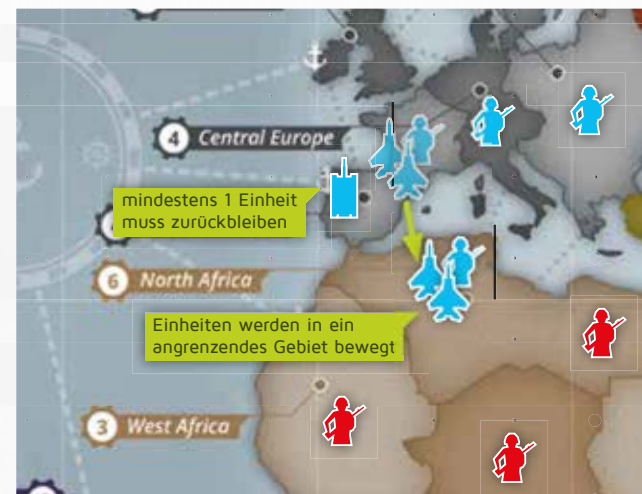 4 Central Europe
mindestens 1 Einheit
muss zurückbleiben
6 North Africa
Einheiten werden in ein
angrenzendes Gebiet bewegt
3 West Africa